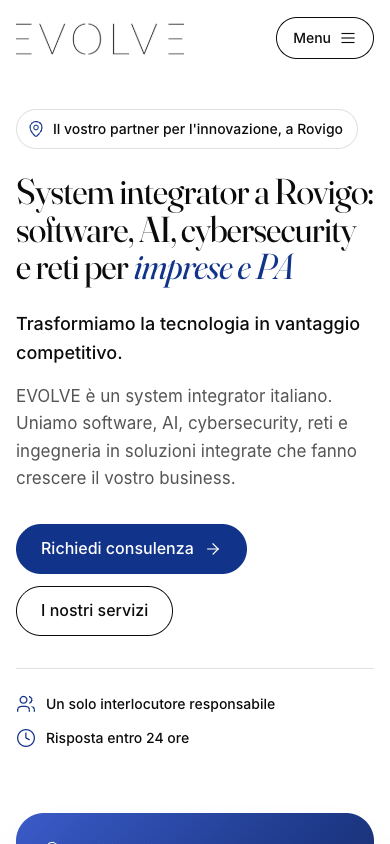 EVOLVE
Menu
Il vostro partner per l'innovazione, a Rovigo
System integrator a Rovigo:
software, AI, cybersecurity
e reti per imprese e PA
Trasformiamo la tecnologia in vantaggio
competitivo.
EVOLVE è un system integrator italiano.
Uniamo software, AI, cybersecurity, reti e
ingegneria in soluzioni integrate che fanno
crescere il vostro business.
Richiedi consulenza
I nostri servizi
Un solo interlocutore responsabile
Risposta entro 24 ore